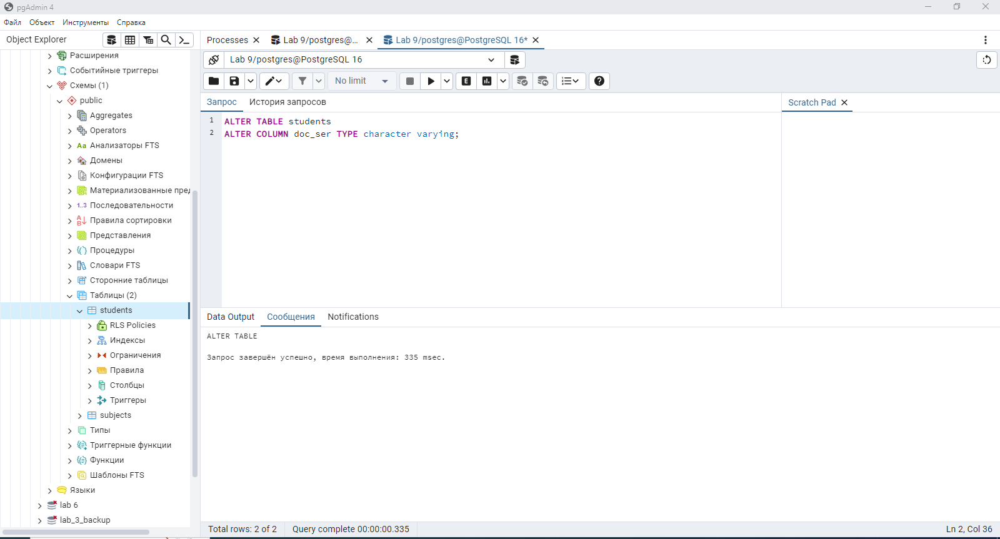 pgAdmin 4
Файл Объект Инструменты Справка
Object Explorer
Processes
Lab 9/postgres@...
Lab 9/postgres@PostgreSQL 16*
Расширения
Событийные триггеры
Схемы (1)
public
Aggregates
Operators
Aa Анализаторы FTS
Домены
Конфигурации FTS
Материализованные пред
1..3 Последовательности
Правила сортировки
Представления
Процедуры
Словари FTS
Сторонние таблицы
Таблицы (2)
students
RLS Policies
Индексы
Ограничения
Правила
Столбцы
Триггеры
subjects
Типы
Триггерные функции
Функции
Шаблоны FTS
Языки
lab 6
lab_3_backup
Lab 9/postgres@PostgreSQL 16
No limit
E
Запрос История запросов
Scratch Pad
1 ALTER TABLE students
2 ALTER COLUMN doc_ser TYPE character varying;
Data Output Сообщения Notifications
ALTER TABLE
Запрос завершён успешно, время выполнения: 335 msec.
Total rows: 2 of 2 Query complete 00:00:00.335 Ln 2, Col 36